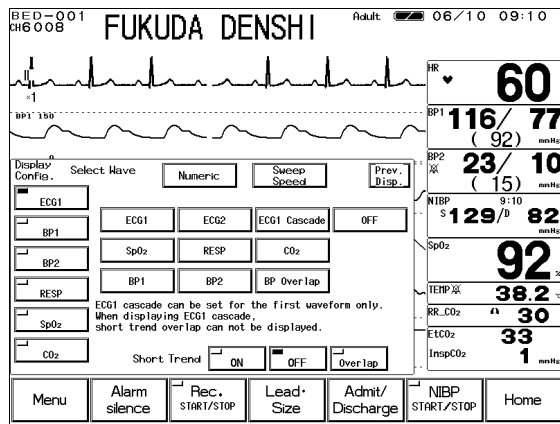 BED-001
CH6008
FUKUDA DENSHI
Adult
06/10 09:10
II
×1
BP1 150
0
HR
60
BP1
116/ 77
( 92) mmHg
BP2
23/ 10
( 15) mmHg
NIBP 9:10
S 129/D 82
mmHg
SpO2
92
%
TEMP
38.2
RR_CO2
30
EtCO2
33
InspCO2
1 mmHg
Display
Config.
Select Wave
Numeric
Sweep
Speed
Prev.
Disp.
ECG1
BP1
BP2
RESP
SpO2
CO2
ECG1 ECG2 ECG1 Cascade OFF
SpO2 RESP CO2
BP1 BP2 BP Overlap
ECG1 cascade can be set for the first waveform only.
When displaying ECG1 cascade,
short trend overlap can not be displayed.
Short Trend ON OFF Overlap
Menu
Alarm
silence
Rec.
START/STOP
Lead·
Size
Admit/
Discharge
NIBP
START/STOP
Home